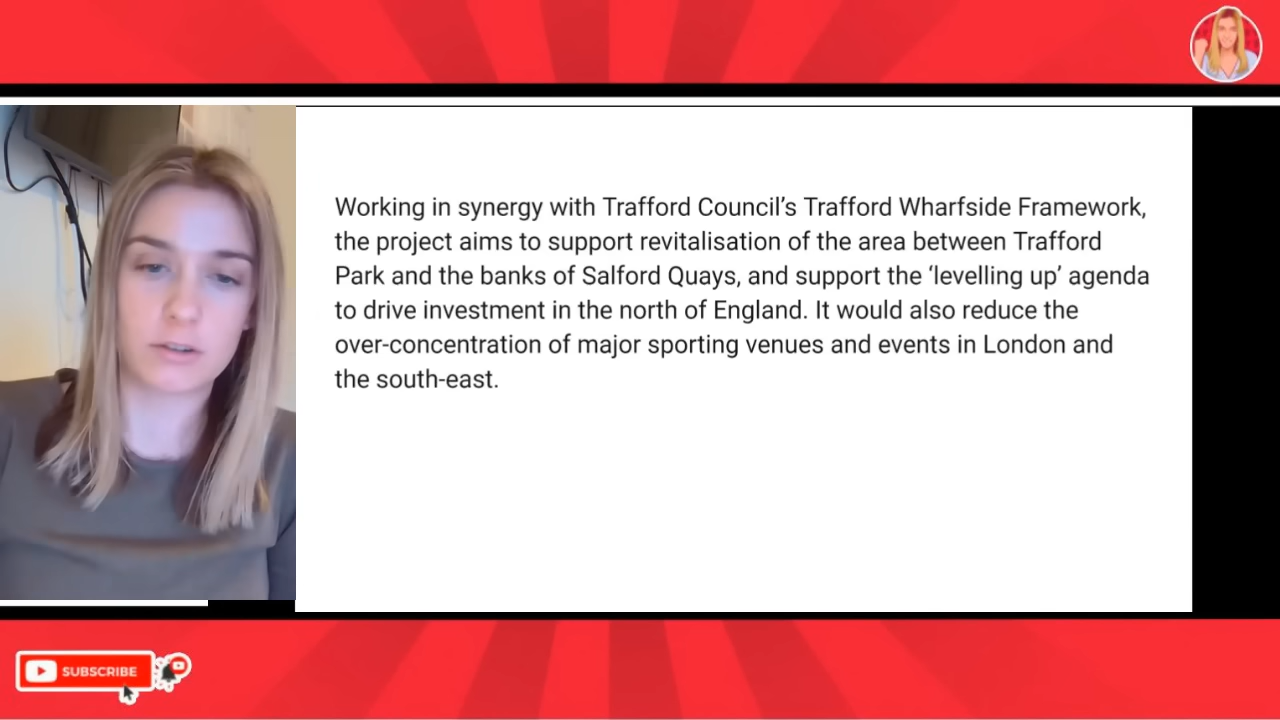 Working in synergy with Trafford Council’s Trafford Wharfside Framework,
the project aims to support revitalisation of the area between Trafford
Park and the banks of Salford Quays, and support the ‘levelling up’ agenda
to drive investment in the north of England. It would also reduce the
over-concentration of major sporting venues and events in London and
the south-east.
SUBSCRIBE